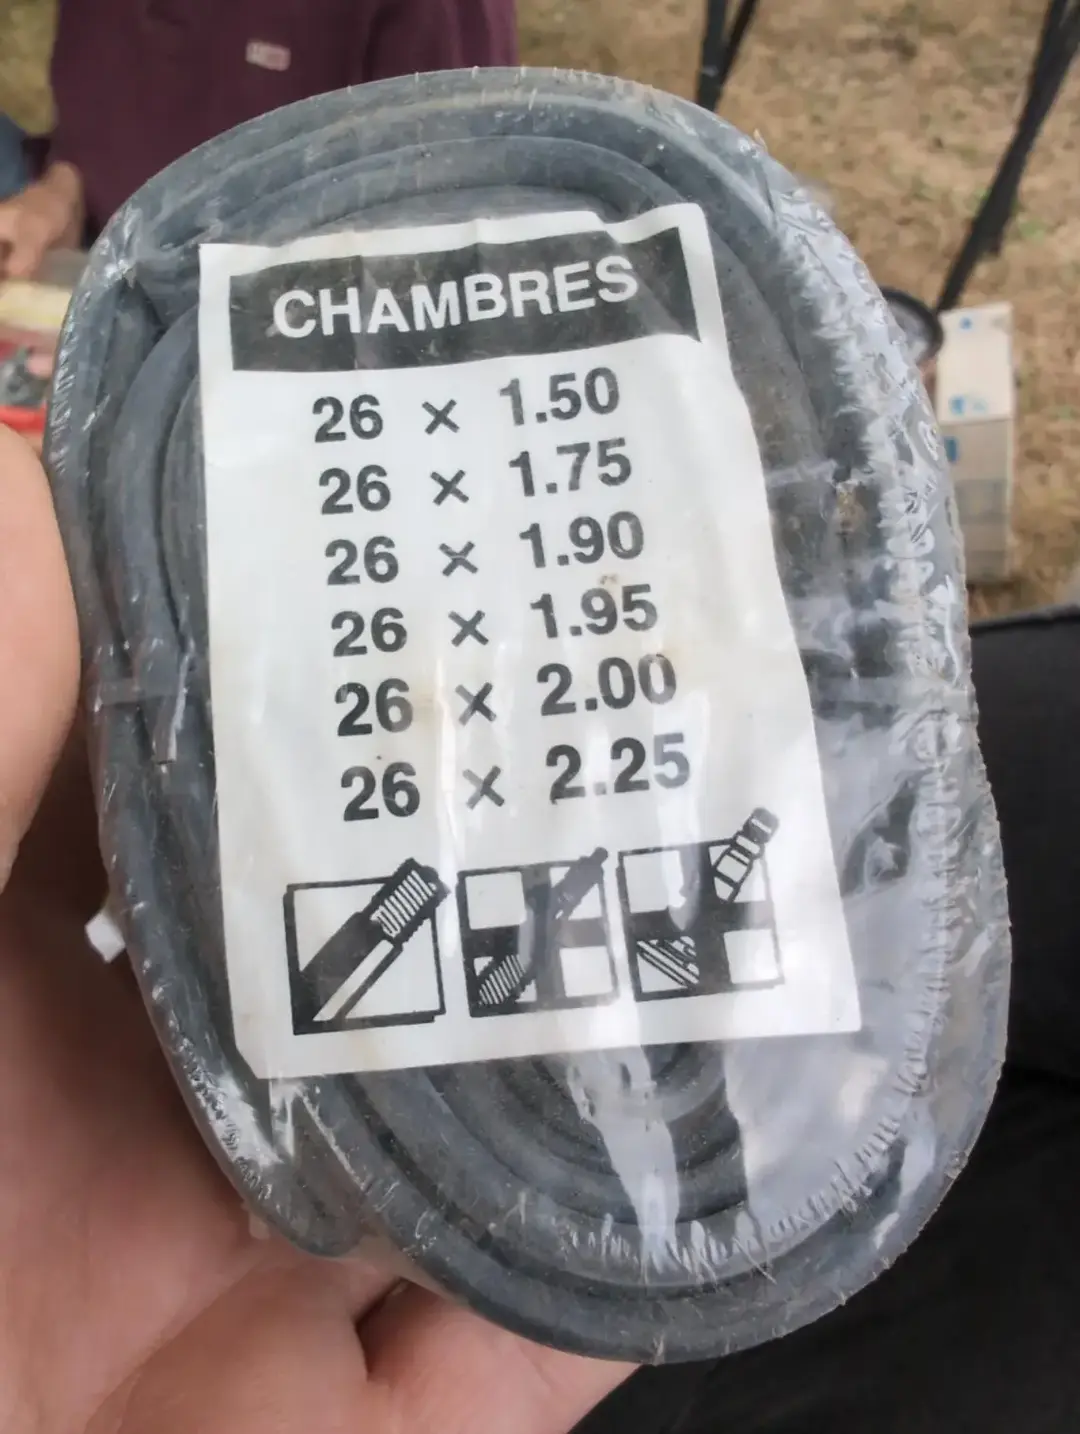 CHAMBRES
26 × 1.50
26 × 1.75
26 × 1.90
26 × 1.95
26 × 2.00
26 × 2.25